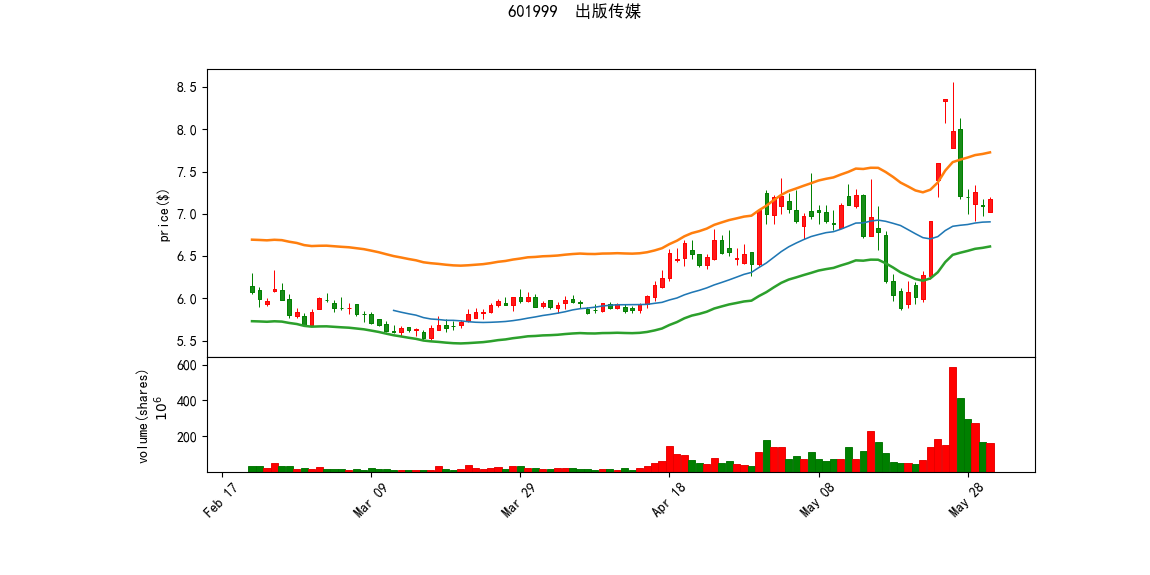 601999 出版传媒
price($)
8.5
8.0
7.5
7.0
6.5
6.0
5.5
volume(shares)
10^6
600
400
200
Feb 17
Mar 09
Mar 29
Apr 18
May 08
May 28